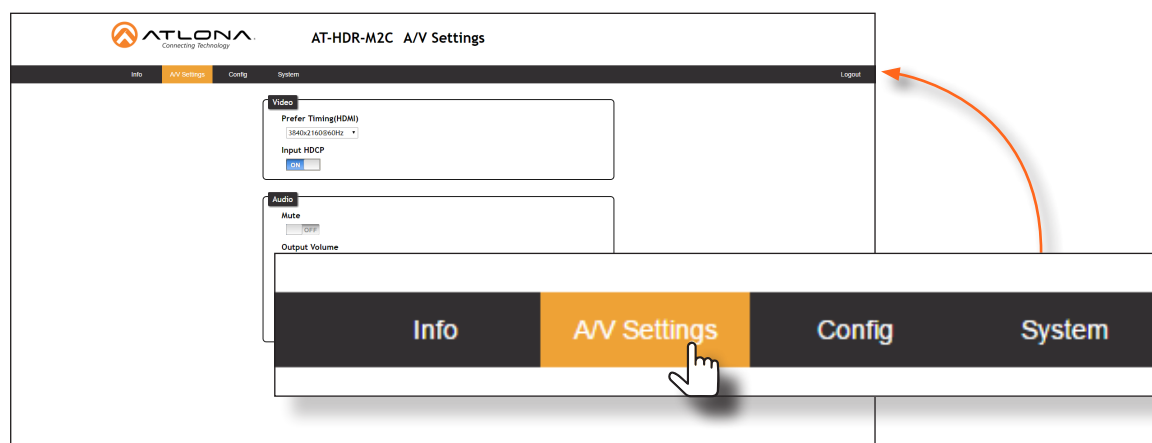 ATLONA.
Connecting Technology
AT-HDR-M2C A/V Settings
Info A/V Settings Config System Logout
Video
Prefer Timing(HDMI)
3840x2160@60Hz
Input HDCP
ON
Audio
Mute
OFF
Output Volume
Info A/V Settings Config System